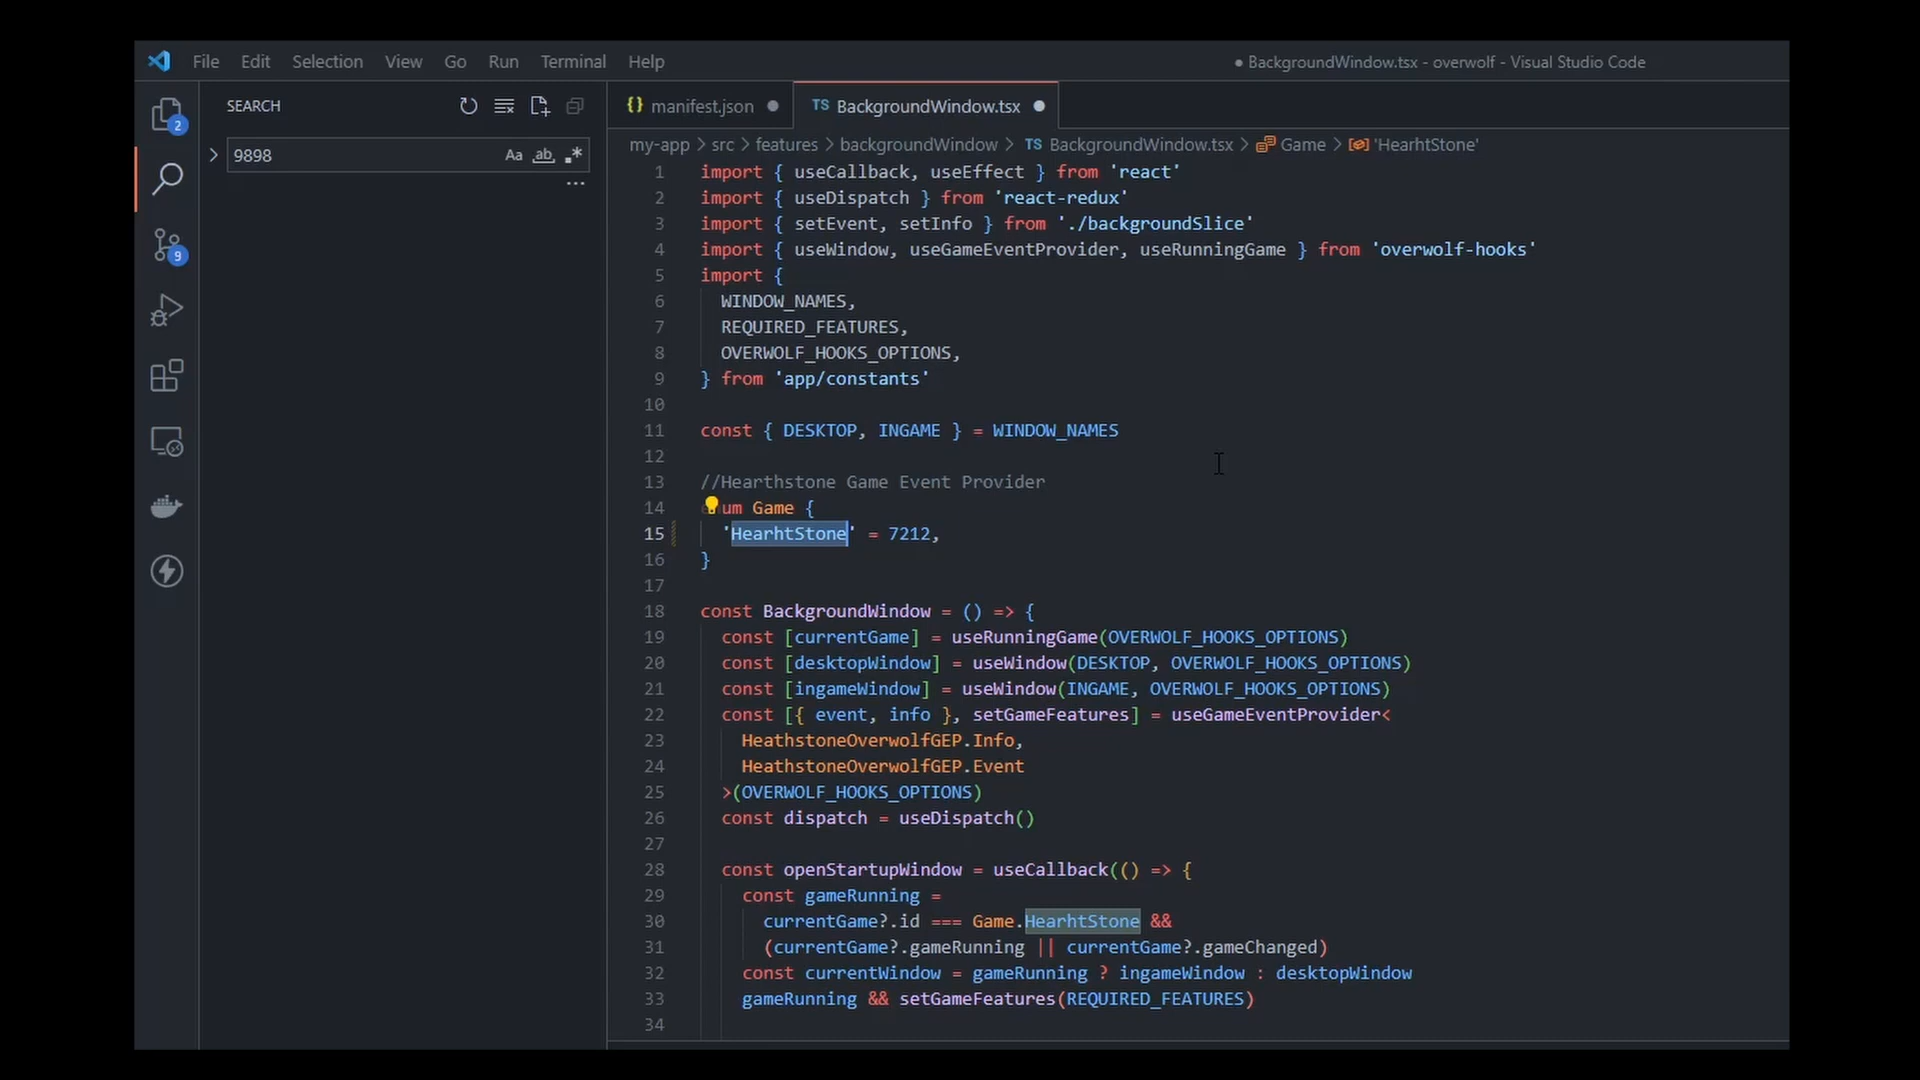 File Edit Selection View Go Run Terminal Help
● BackgroundWindow.tsx - overwolf - Visual Studio Code
2
9
SEARCH
9898
Aa ab .*
...
{} manifest.json ●
TS BackgroundWindow.tsx ●
my-app > src > features > backgroundWindow > TS BackgroundWindow.tsx > Game > 'HearhtStone'
1 import { useCallback, useEffect } from 'react'
2 import { useDispatch } from 'react-redux'
3 import { setEvent, setInfo } from './backgroundSlice'
4 import { useWindow, useGameEventProvider, useRunningGame } from 'overwolf-hooks'
5 import {
6 WINDOW_NAMES,
7 REQUIRED_FEATURES,
8 OVERWOLF_HOOKS_OPTIONS,
9 } from 'app/constants'
10
11 const { DESKTOP, INGAME } = WINDOW_NAMES
12
13 //Hearthstone Game Event Provider
14 um Game {
15 'HearhtStone' = 7212,
16 }
17
18 const BackgroundWindow = () => {
19 const [currentGame] = useRunningGame(OVERWOLF_HOOKS_OPTIONS)
20 const [desktopWindow] = useWindow(DESKTOP, OVERWOLF_HOOKS_OPTIONS)
21 const [ingameWindow] = useWindow(INGAME, OVERWOLF_HOOKS_OPTIONS)
22 const [{ event, info }, setGameFeatures] = useGameEventProvider<
23 HeathstoneOverwolfGEP.Info,
24 HeathstoneOverwolfGEP.Event
25 >(OVERWOLF_HOOKS_OPTIONS)
26 const dispatch = useDispatch()
27
28 const openStartupWindow = useCallback(() => {
29 const gameRunning =
30 currentGame?.id === Game.HearhtStone &&
31 (currentGame?.gameRunning || currentGame?.gameChanged)
32 const currentWindow = gameRunning ? ingameWindow : desktopWindow
33 gameRunning && setGameFeatures(REQUIRED_FEATURES)
34